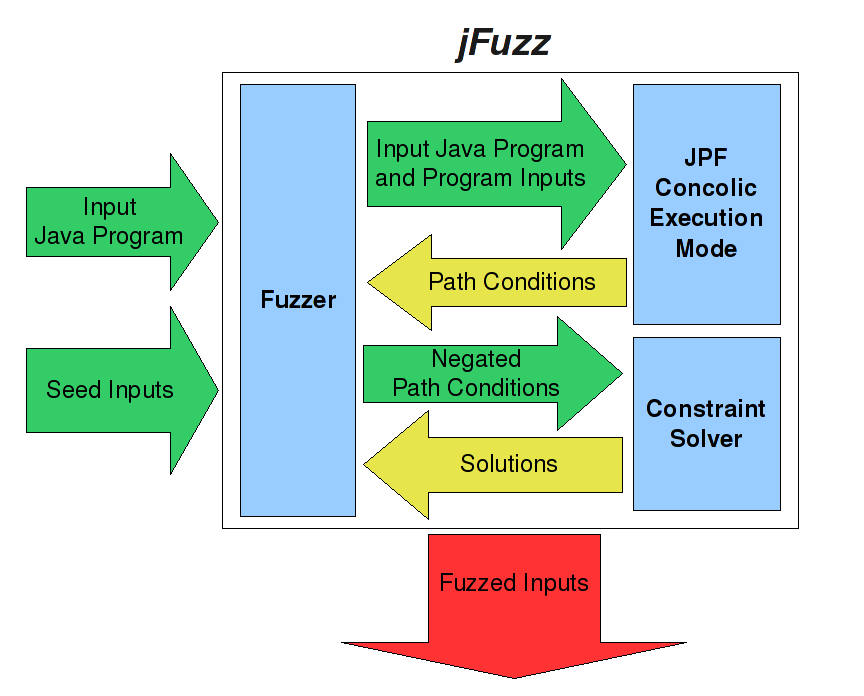 jFuzz
Input
Java Program
Seed Inputs
Fuzzer
Input Java Program
and Program Inputs
Path Conditions
Negated
Path Conditions
Solutions
JPF
Concolic
Execution
Mode
Constraint
Solver
Fuzzed Inputs